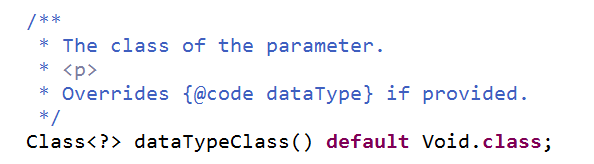 /**
 * The class of the parameter.
 * <p>
 * Overrides {@code dataType} if provided.
 */
Class<?> dataTypeClass() default Void.class;